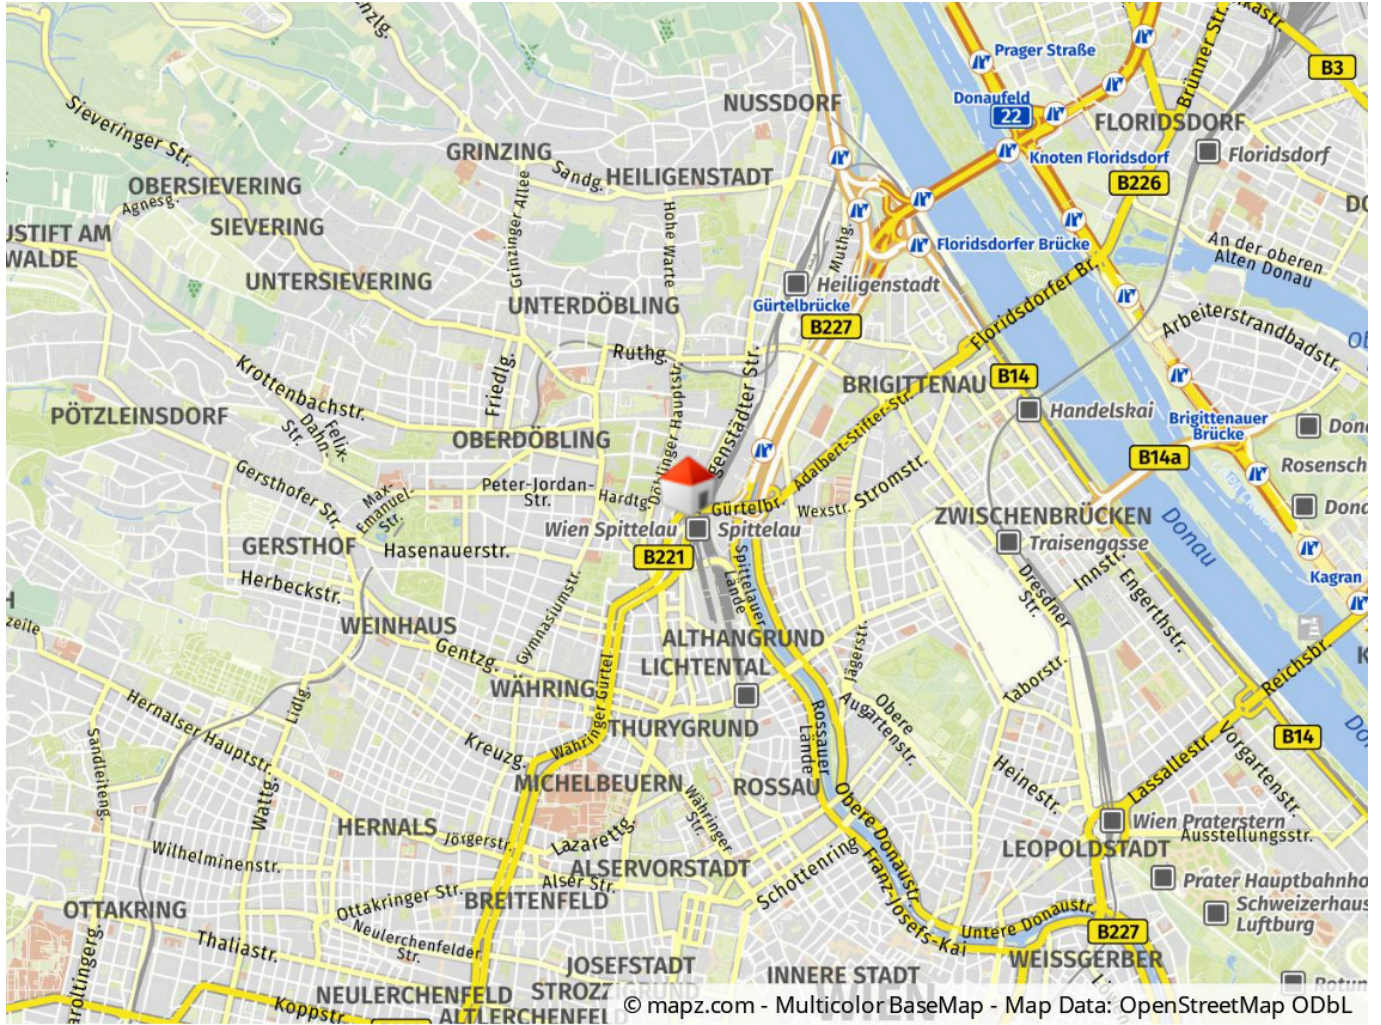 Prager Straße
B3
Brünner Str.
NUSSDORF
Donaufeld
22
FLORIDSDORF
Sieveringer Str.
GRINZING
Knoten Floridsdorf
Floridsdorf
Sandg.
HEILIGENSTADT
B226
OBERSIEVERING
Agnesg.
Grinzinger Allee
Hohe Warte
SIEVERING
USTIFT AM
WALDE
Muthg.
Floridsdorfer Brücke
An der oberen
Alten Donau
UNTERSIEVERING
Heiligenstadt
UNTERDÖBLING
Gürtelbrücke
B227
Floridsdorfer Br.
Arbeiterstrandbadstr.
Ruthg.
Krottenbachstr.
Friedlg.
BRIGITTENAU
B14
PÖTZLEINSDORF
Felix-
Dahn-
Str.
Handelskai
Brigittenauer
Brücke
OBERDÖBLING
Adalbert-Stifter-Str.
B14a
Gersthofer Str.
Peter-Jordan-
Str.
Hardtg.
Stromstr.
Max-
Emanuel-
Str.
Gürtelbr.
Wexstr.
ZWISCHENBRÜCKEN
Wien Spittelau
Spittelau
Traisengasse
Donau
GERSTHOF
Hasenauerstr.
B221
Spittelauer
Lände
Kagran
Herbeckstr.
Gymnasiumstr.
Dresdner
Str.
Innstr.
Engerthstr.
zeile
WEINHAUS
ALTHANGRUND
Jägerstr.
Gentzg.
LICHTENTAL
Reichsbr.
WÄHRING
Taborstr.
Hernalser Hauptstr.
Lidlg.
Währinger Gürtel
THURYGRUND
Rossauer
Lände
Obere
Augartenstr.
B14
Sandleiteng.
Kreuzg.
Lassallestr.
Vorgartenstr.
Wattg.
MICHELBEUERN
ROSSAU
Heinestr.
HERNALS
Jörgerstr.
Lazarettg.
Währinger
Str.
Obere Donaustr.
Wien Praterstern
Ausstellungsstr.
Wilhelminenstr.
ALSERVORSTADT
Schottenring
LEOPOLDSTADT
Alser Str.
Franz-Josefs-Kai
Prater Hauptbahnho
Ottakringer Str.
BREITENFELD
Schweizerhaus
Luftburg
OTTAKRING
Untere Donaustr.
B227
Thaliastr.
Neulerchenfelder
Str.
WEISSGERBER
JOSEFSTADT
INNERE STADT
NEULERCHENFELD
Koppstr.
ALTLERCHENFELD
© mapz.com - Multicolor BaseMap - Map Data: OpenStreetMap ODbL